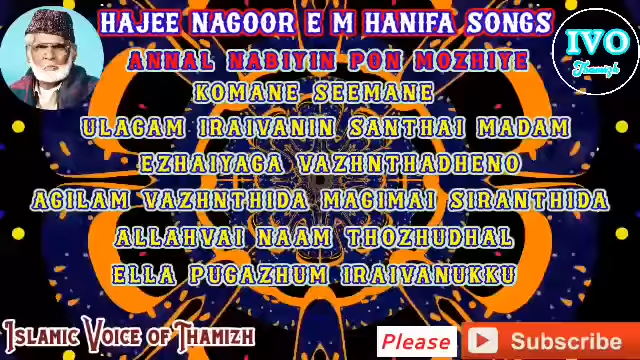 HAJEE NAGOOR E M HANIFA SONGS
IVO
Thamizh
ANNAL NABIYIN PON MOZHIYE
KOMANE SEEMANE
ULAGAM IRAIVANIN SANTHAI MADAM
EZHAIYAGA VAZHNTHADHENO
AGILAM VAZHNTHIDA MAGIMAI SIRANTHIDA
ALLAHVAI NAAM THOZHUDHAL
ELLA PUGAZHUM IRAIVANUKKU
ISLAMIC VOICE OF THAMIZH
Please
Subscribe